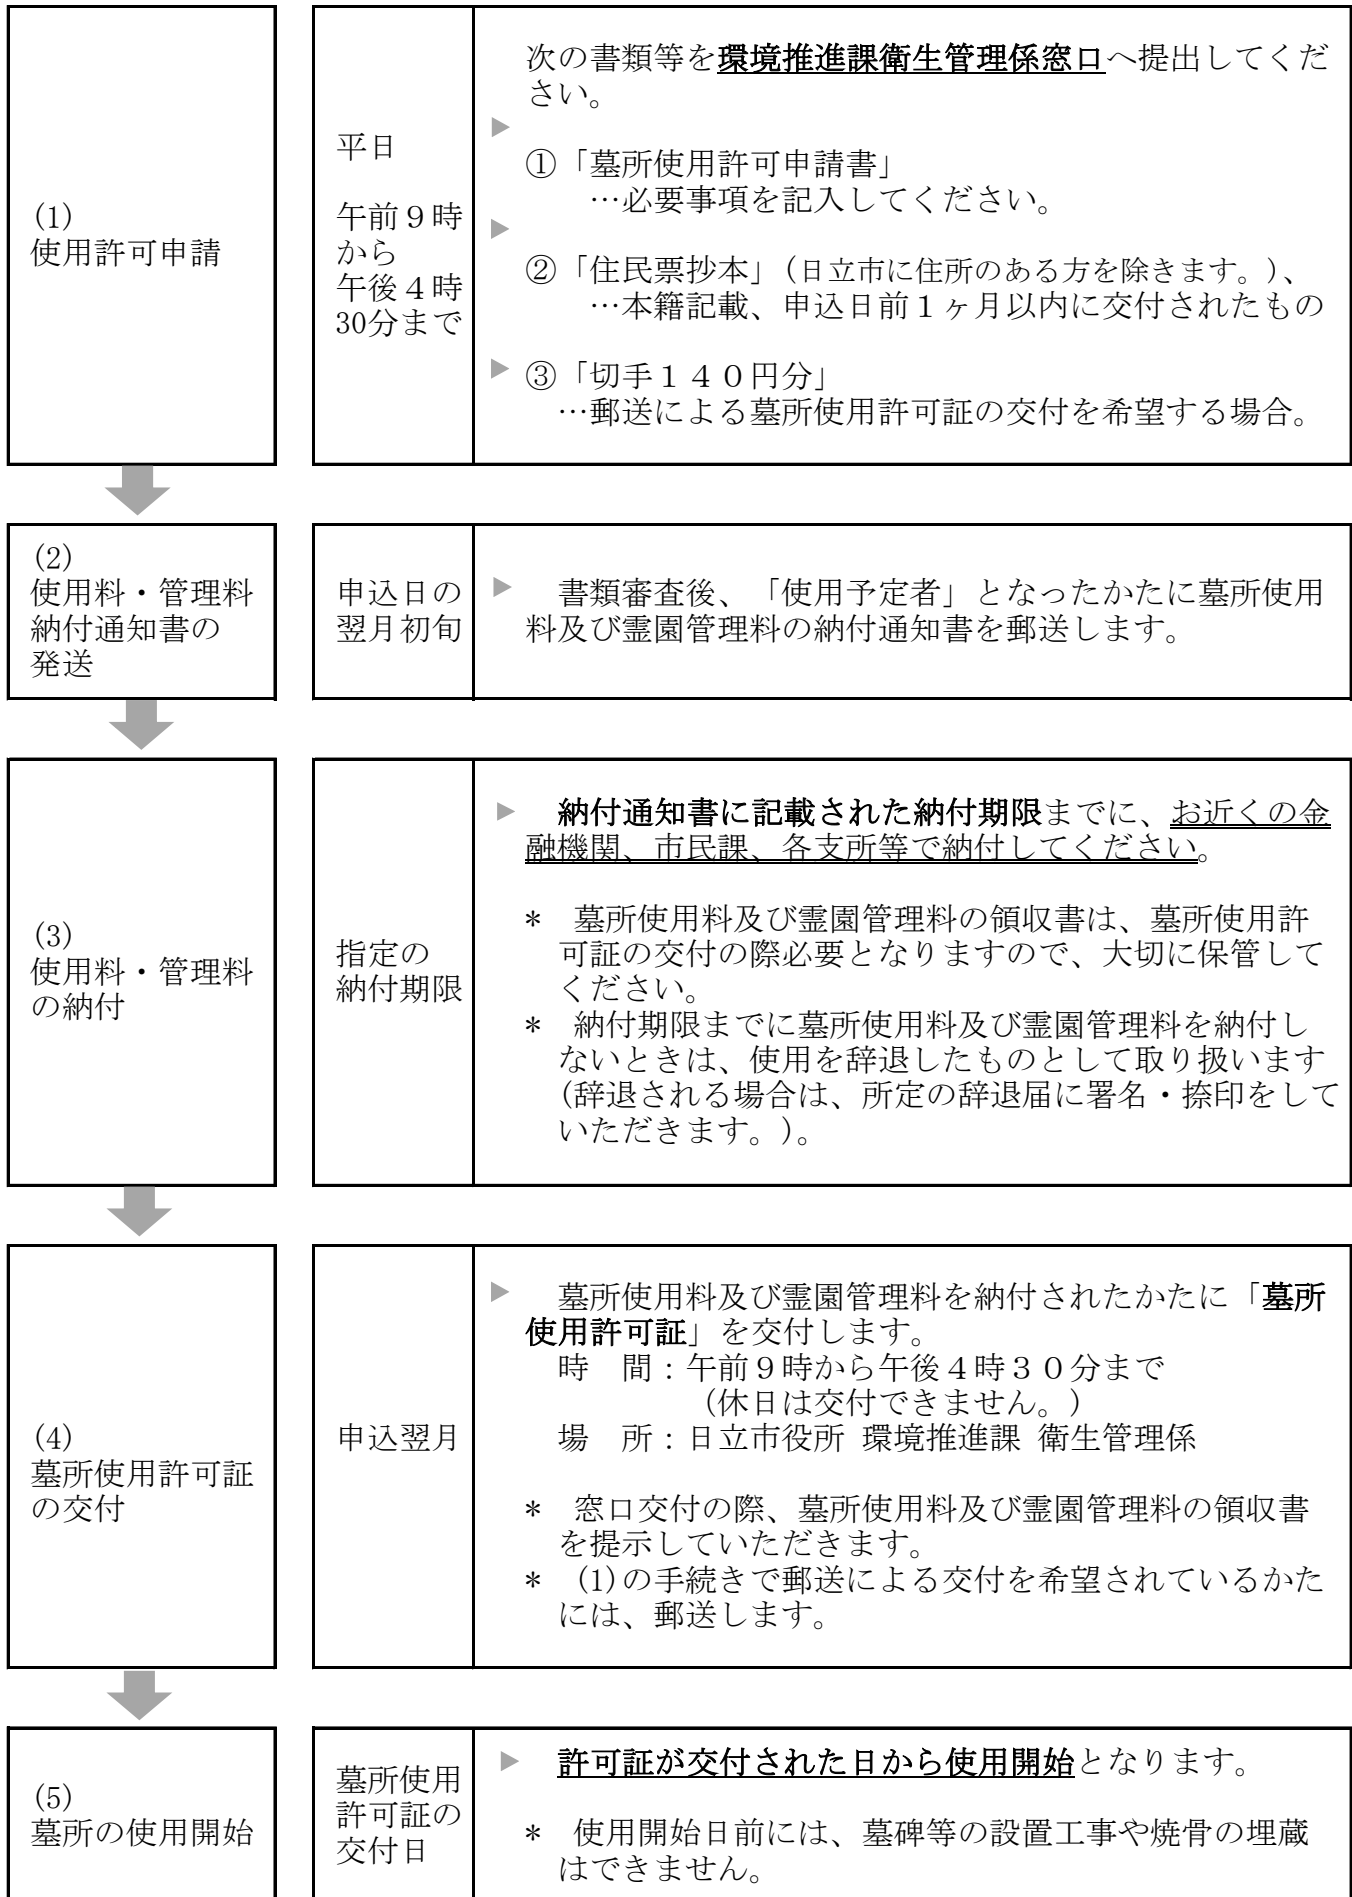 (1)
使用許可申請
平日
午前９時
から
午後４時
30分まで
次の書類等を環境推進課衛生管理係窓口へ提出してくだ
さい。
①「墓所使用許可申請書」
…必要事項を記入してください。
②「住民票抄本」(日立市に住所のある方を除きます。)、
…本籍記載、申込日前１ヶ月以内に交付されたもの
③「切手１４０円分」
…郵送による墓所使用許可証の交付を希望する場合。
(2)
使用料・管理料
納付通知書の
発送
申込日の
翌月初旬
書類審査後、「使用予定者」となったかたに墓所使用
料及び霊園管理料の納付通知書を郵送します。
(3)
使用料・管理料
の納付
指定の
納付期限
納付通知書に記載された納付期限までに、お近くの金
融機関、市民課、各支所等で納付してください。
*　墓所使用料及び霊園管理料の領収書は、墓所使用許
可証の交付の際必要となりますので、大切に保管して
ください。
*　納付期限までに墓所使用料及び霊園管理料を納付し
ないときは、使用を辞退したものとして取り扱います
(辞退される場合は、所定の辞退届に署名・捺印をして
いただきます。)。
(4)
墓所使用許可証
の交付
申込翌月
墓所使用料及び霊園管理料を納付されたかたに「墓所
使用許可証」を交付します。
時　間：午前９時から午後４時３０分まで
(休日は交付できません。)
場　所：日立市役所 環境推進課 衛生管理係
*　窓口交付の際、墓所使用料及び霊園管理料の領収書
を提示していただきます。
*　(1)の手続きで郵送による交付を希望されているかた
には、郵送します。
(5)
墓所の使用開始
墓所使用
許可証の
交付日
許可証が交付された日から使用開始となります。
*　使用開始日前には、墓碑等の設置工事や焼骨の埋蔵
はできません。